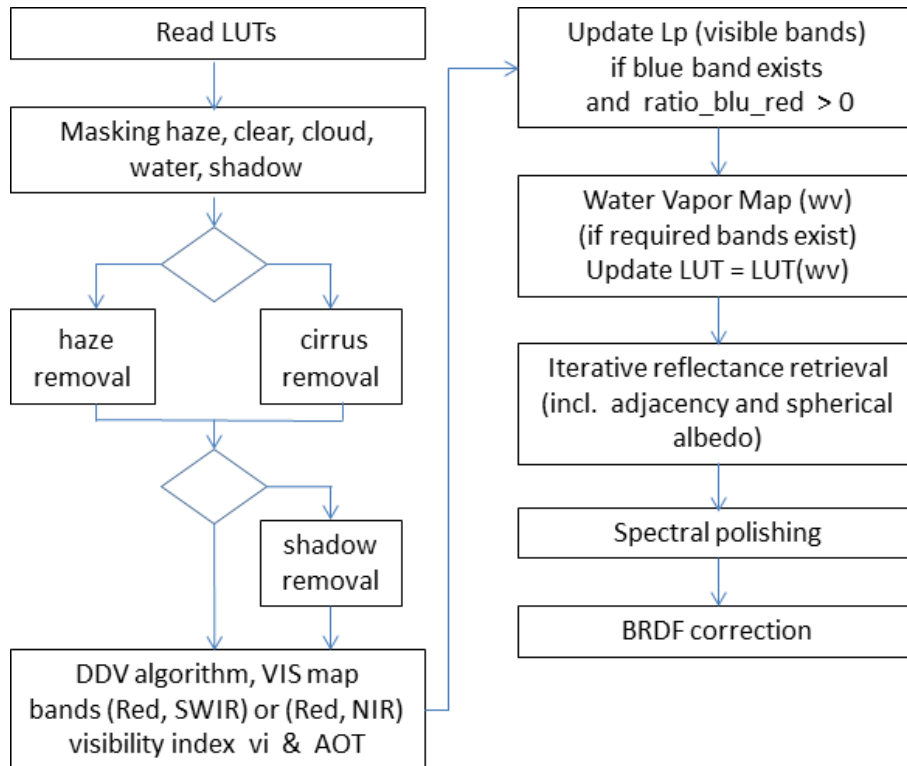 Read LUTs
Masking haze, clear, cloud,
water, shadow
haze
removal
cirrus
removal
shadow
removal
DDV algorithm, VIS map
bands (Red, SWIR) or (Red, NIR)
visibility index vi & AOT
Update Lp (visible bands)
if blue band exists
and ratio_blu_red > 0
Water Vapor Map (wv)
(if required bands exist)
Update LUT = LUT(wv)
Iterative reflectance retrieval
(incl. adjacency and spherical
albedo)
Spectral polishing
BRDF correction